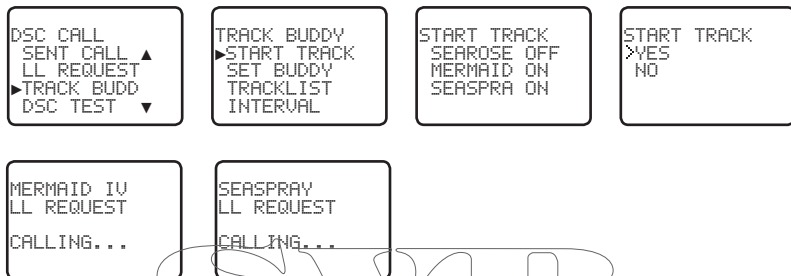 DSC CALL
SENT CALL ▲
LL REQUEST
►TRACK BUDD
DSC TEST ▼
TRACK BUDDY
►START TRACK
SET BUDDY
TRACKLIST
INTERVAL
START TRACK
SEAROSE OFF
MERMAID ON
SEASPRA ON
START TRACK
>YES
NO
MERMAID IV
LL REQUEST
CALLING...
SEASPRAY
LL REQUEST
CALLING...